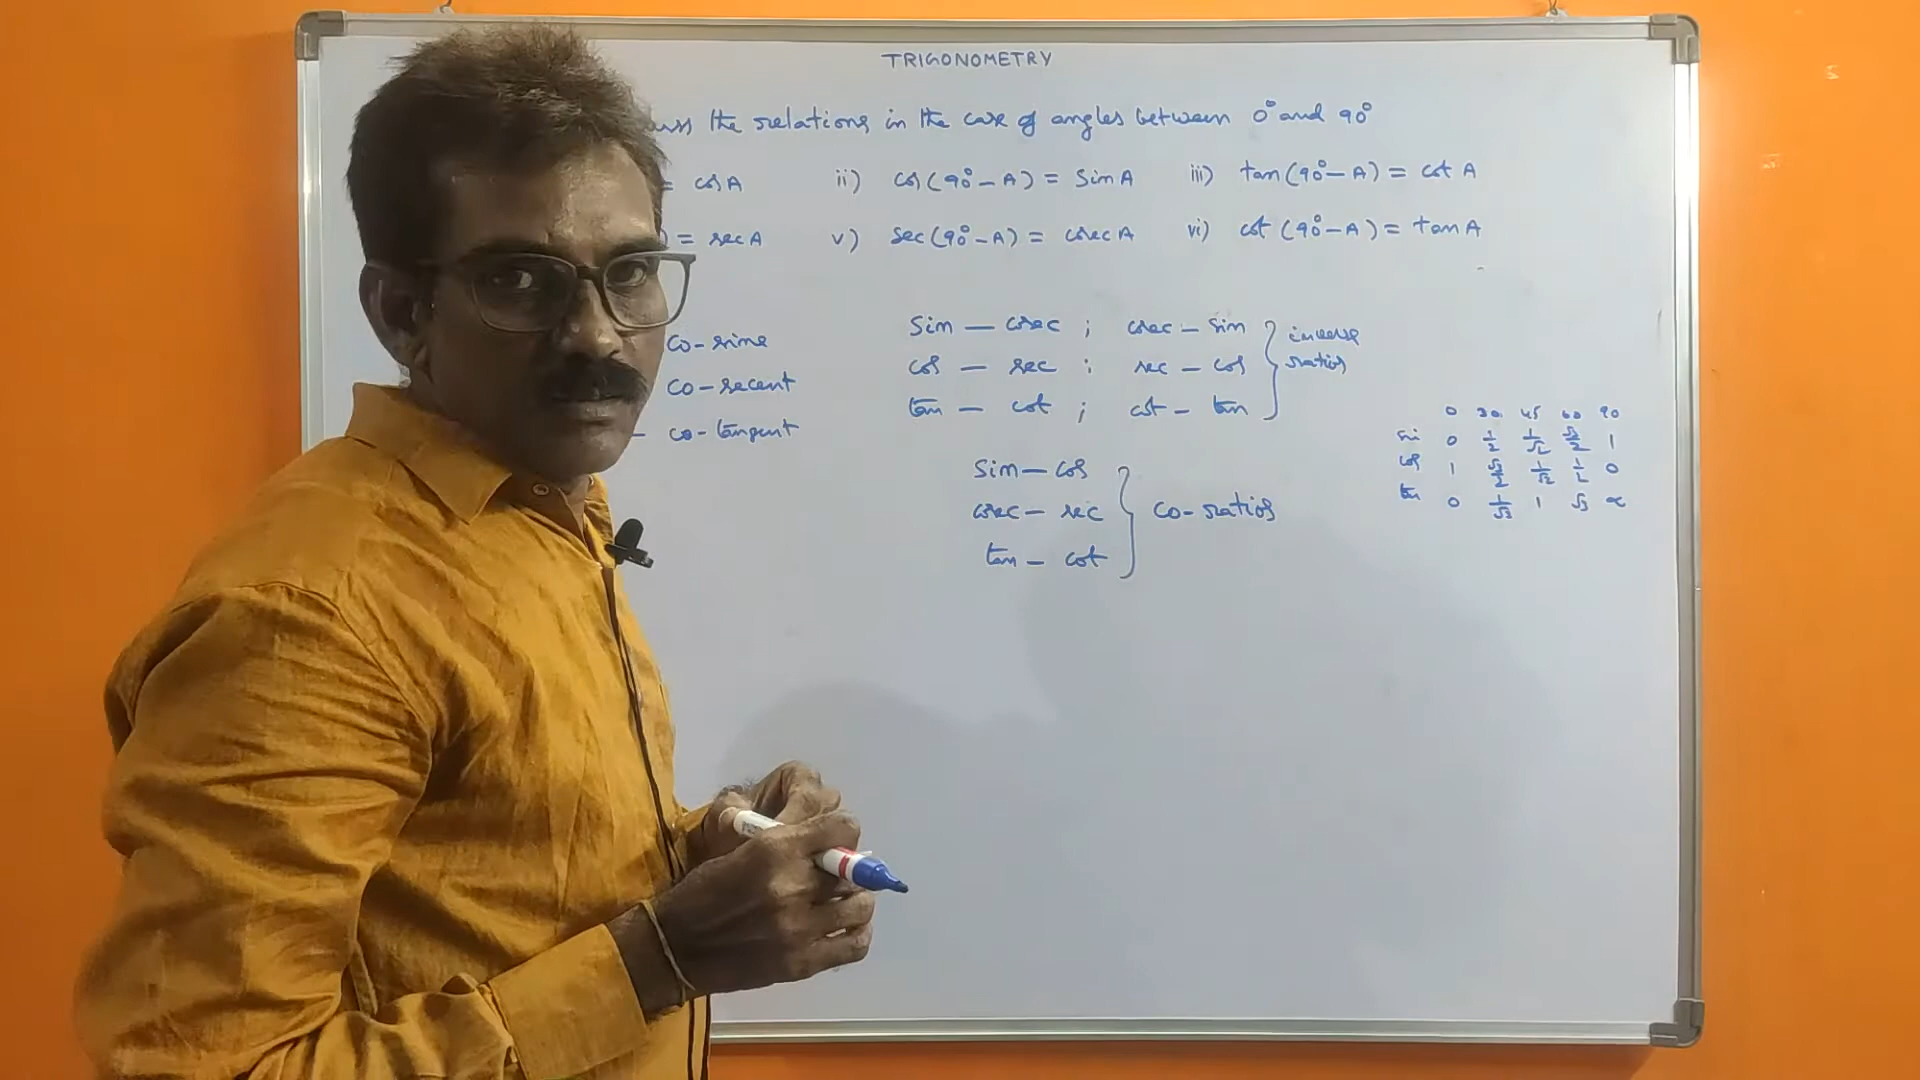 TRIGONOMETRY
the relations in the case of angles between 0° and 90°
= cos A ii) cos (90° - A) = Sin A iii) tan (90° - A) = cot A
) = sec A v) sec (90° - A) = cosec A vi) cot (90° - A) = tan A
co-sine
co-secent
- co-tangent
Sin — cosec ; cosec — sin
cos — sec ; sec — cos
tan — cot ; cot — tan
inverse
ratios
Sin — cos
cosec — sec
tan — cot
co-ratios
0 30 45 60 90
sin 0 1/2 1/√2 √3/2 1
cos 1 √3/2 1/√2 1/2 0
tan 0 1/√3 1 √3 ∝